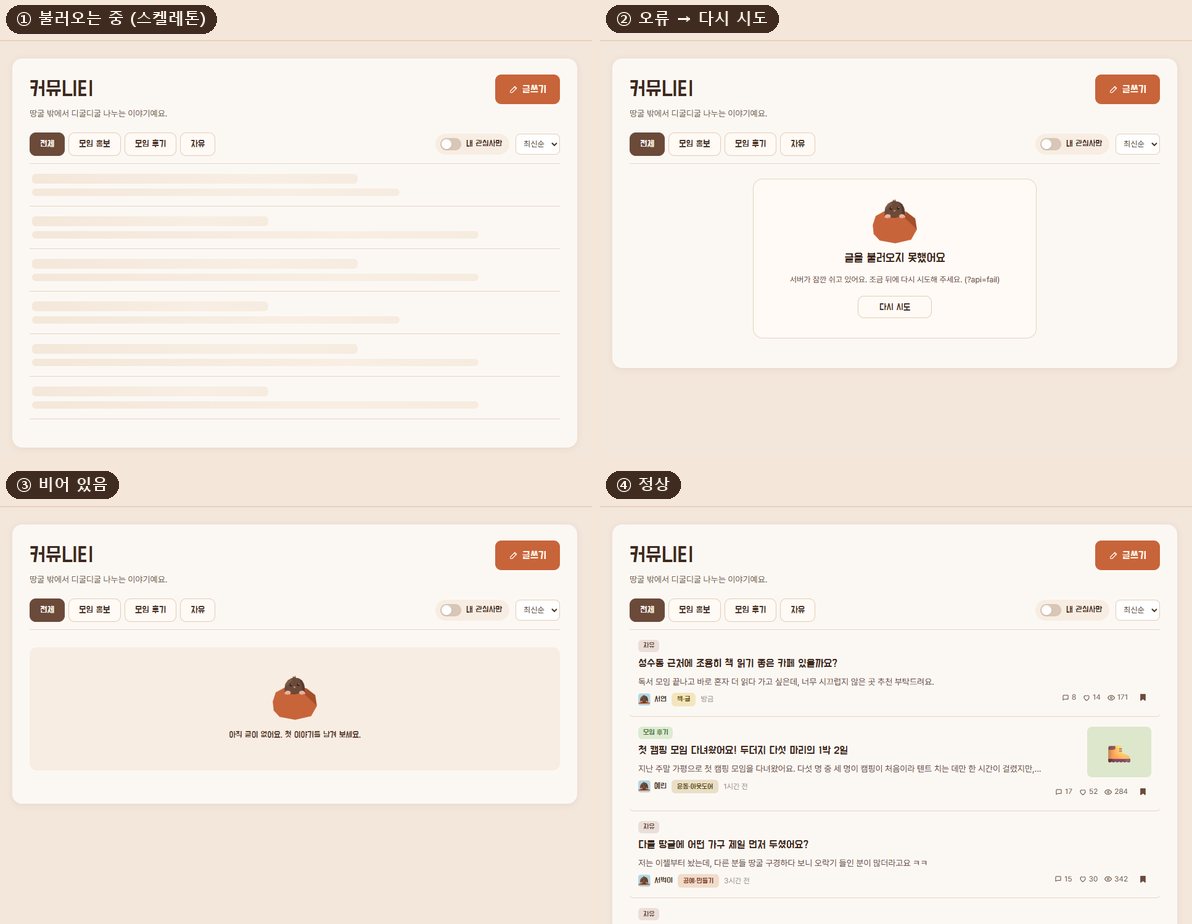 ① 불러오는 중 (스켈레톤)
커뮤니티
글쓰기
땅굴 밖에서 디굴디굴 나누는 이야기예요.
전체 모임 홍보 모임 후기 자유 내 관심사만 최신순
② 오류 → 다시 시도
커뮤니티
글쓰기
땅굴 밖에서 디굴디굴 나누는 이야기예요.
전체 모임 홍보 모임 후기 자유 내 관심사만 최신순
글을 불러오지 못했어요
서버가 잠깐 쉬고 있어요. 조금 뒤에 다시 시도해 주세요. (?api=fail)
다시 시도
③ 비어 있음
커뮤니티
글쓰기
땅굴 밖에서 디굴디굴 나누는 이야기예요.
전체 모임 홍보 모임 후기 자유 내 관심사만 최신순
아직 글이 없어요. 첫 이야기를 남겨 보세요.
④ 정상
커뮤니티
글쓰기
땅굴 밖에서 디굴디굴 나누는 이야기예요.
전체 모임 홍보 모임 후기 자유 내 관심사만 최신순
자유
성수동 근처에 조용히 책 읽기 좋은 카페 있을까요?
독서 모임 끝나고 바로 혼자 더 읽다 가고 싶은데, 너무 시끄럽지 않은 곳 추천 부탁드려요.
서연 책·글 방금 8 14 171
모임 후기
첫 캠핑 모임 다녀왔어요! 두더지 다섯 마리의 1박 2일
지난 주말 가평으로 첫 캠핑 모임을 다녀왔어요. 다섯 명 중 세 명이 캠핑이 처음이라 텐트 치는 데만 한 시간이 걸렸지만,...
예린 운동·아웃도어 1시간 전 17 52 284
자유
다들 땅굴에 어떤 가구 제일 먼저 두셨어요?
저는 이젤부터 놨는데, 다른 분들 땅굴 구경하다 보니 오락기 들인 분이 많더라고요 ㅋㅋ
공예·만들기 3시간 전 15 30 342
자유